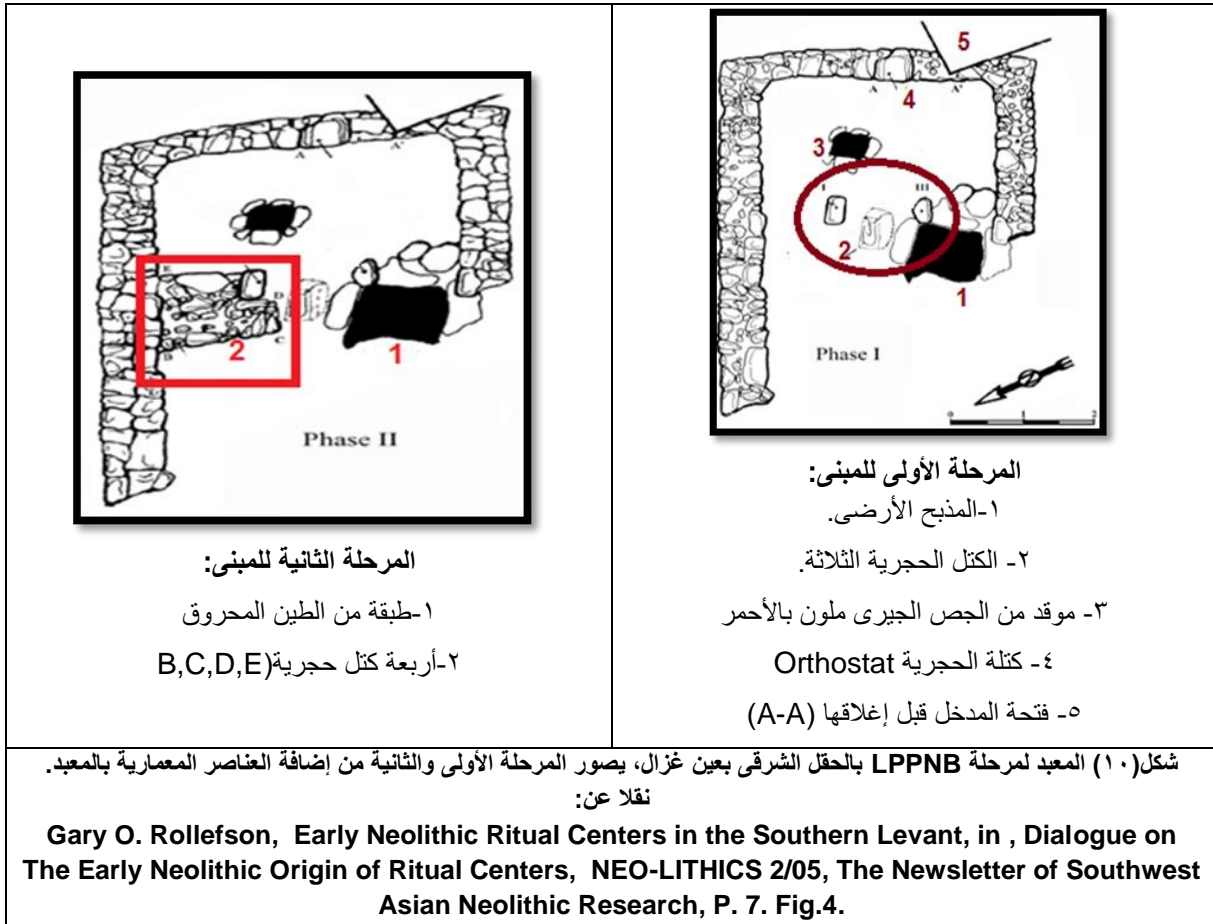 5
A
A'
4
3
I
III
2
1
Phase I
0
1
2
المرحلة الأولى للمبنى:
١-المذبح الأرضى.
٢- الكتل الحجرية الثلاثة.
٣- موقد من الجص الجيرى ملون بالأحمر
٤- كتلة الحجرية Orthostat
٥- فتحة المدخل قبل إغلاقها (A-A)
A
A'
E
D
C
B
2
1
Phase II
المرحلة الثانية للمبنى:
١-طبقة من الطين المحروق
٢-أربعة كتل حجرية(B,C,D,E
شكل(١٠) المعبد لمرحلة LPPNB بالحقل الشرقى بعين غزال، يصور المرحلة الأولى والثانية من إضافة العناصر المعمارية بالمعبد.
نقلا عن:
Gary O. Rollefson, Early Neolithic Ritual Centers in the Southern Levant, in , Dialogue on
The Early Neolithic Origin of Ritual Centers, NEO-LITHICS 2/05, The Newsletter of Southwest
Asian Neolithic Research, P. 7. Fig.4.